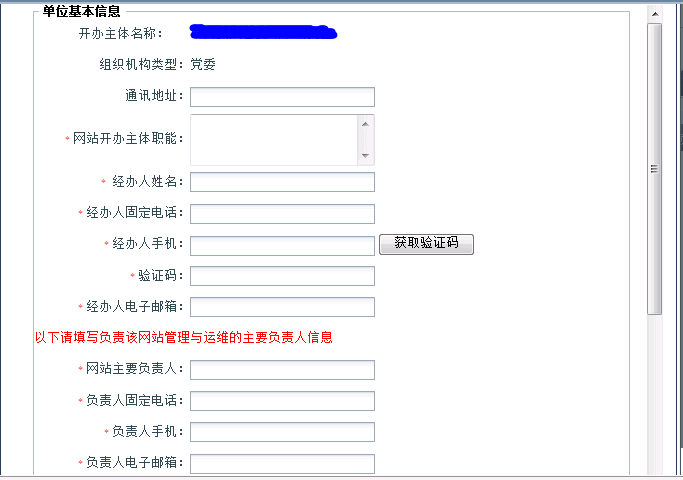 单位基本信息
开办主体名称:
组织机构类型:党委
通讯地址:
*网站开办主体职能:
* 经办人姓名:
*经办人固定电话:
*经办人手机: 获取验证码
*验证码:
*经办人电子邮箱:
以下请填写负责该网站管理与运维的主要负责人信息
*网站主要负责人:
*负责人固定电话:
*负责人手机:
*负责人电子邮箱: